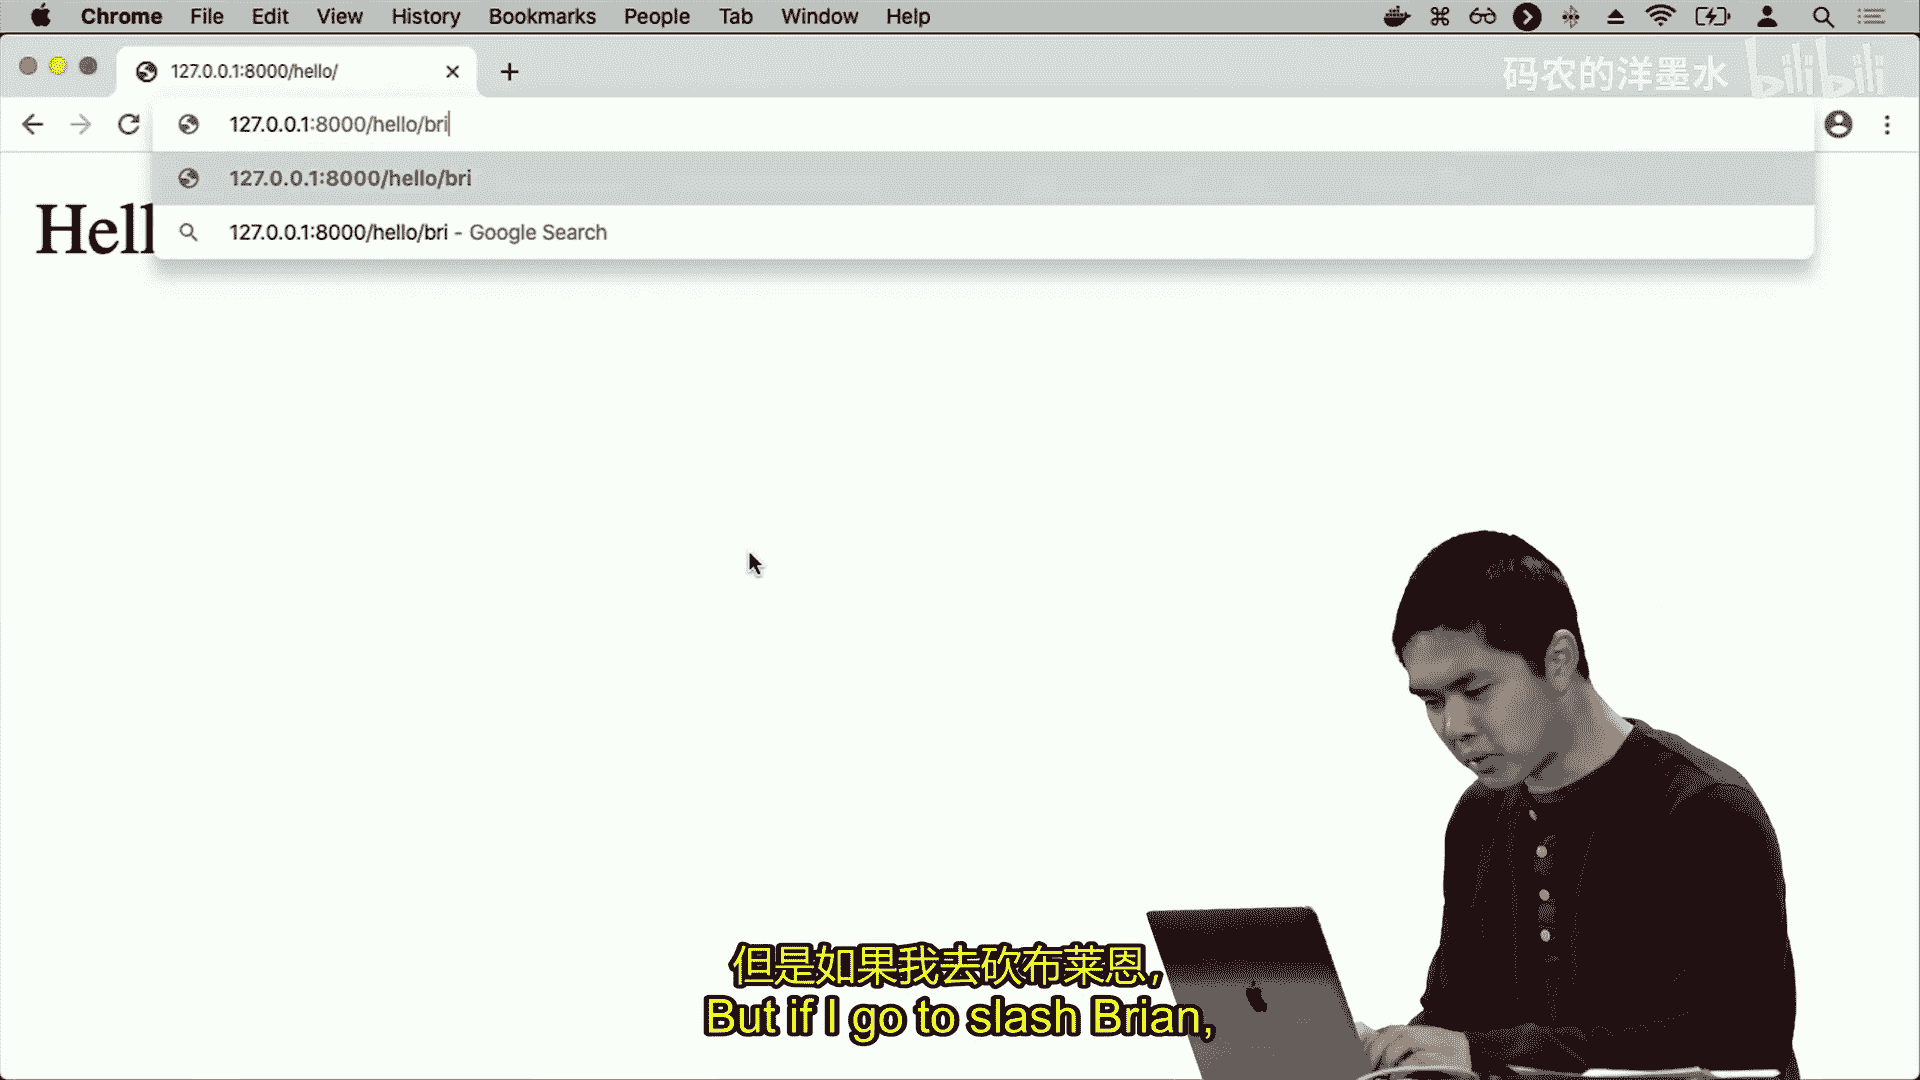 Chrome File Edit View History Bookmarks People Tab Window Help
127.0.0.1:8000/hello/
码农的洋墨水 bilibili
127.0.0.1:8000/hello/bri
127.0.0.1:8000/hello/bri
127.0.0.1:8000/hello/bri - Google Search
Hell
但是如果我去砍布莱恩，
But if I go to slash Brian,